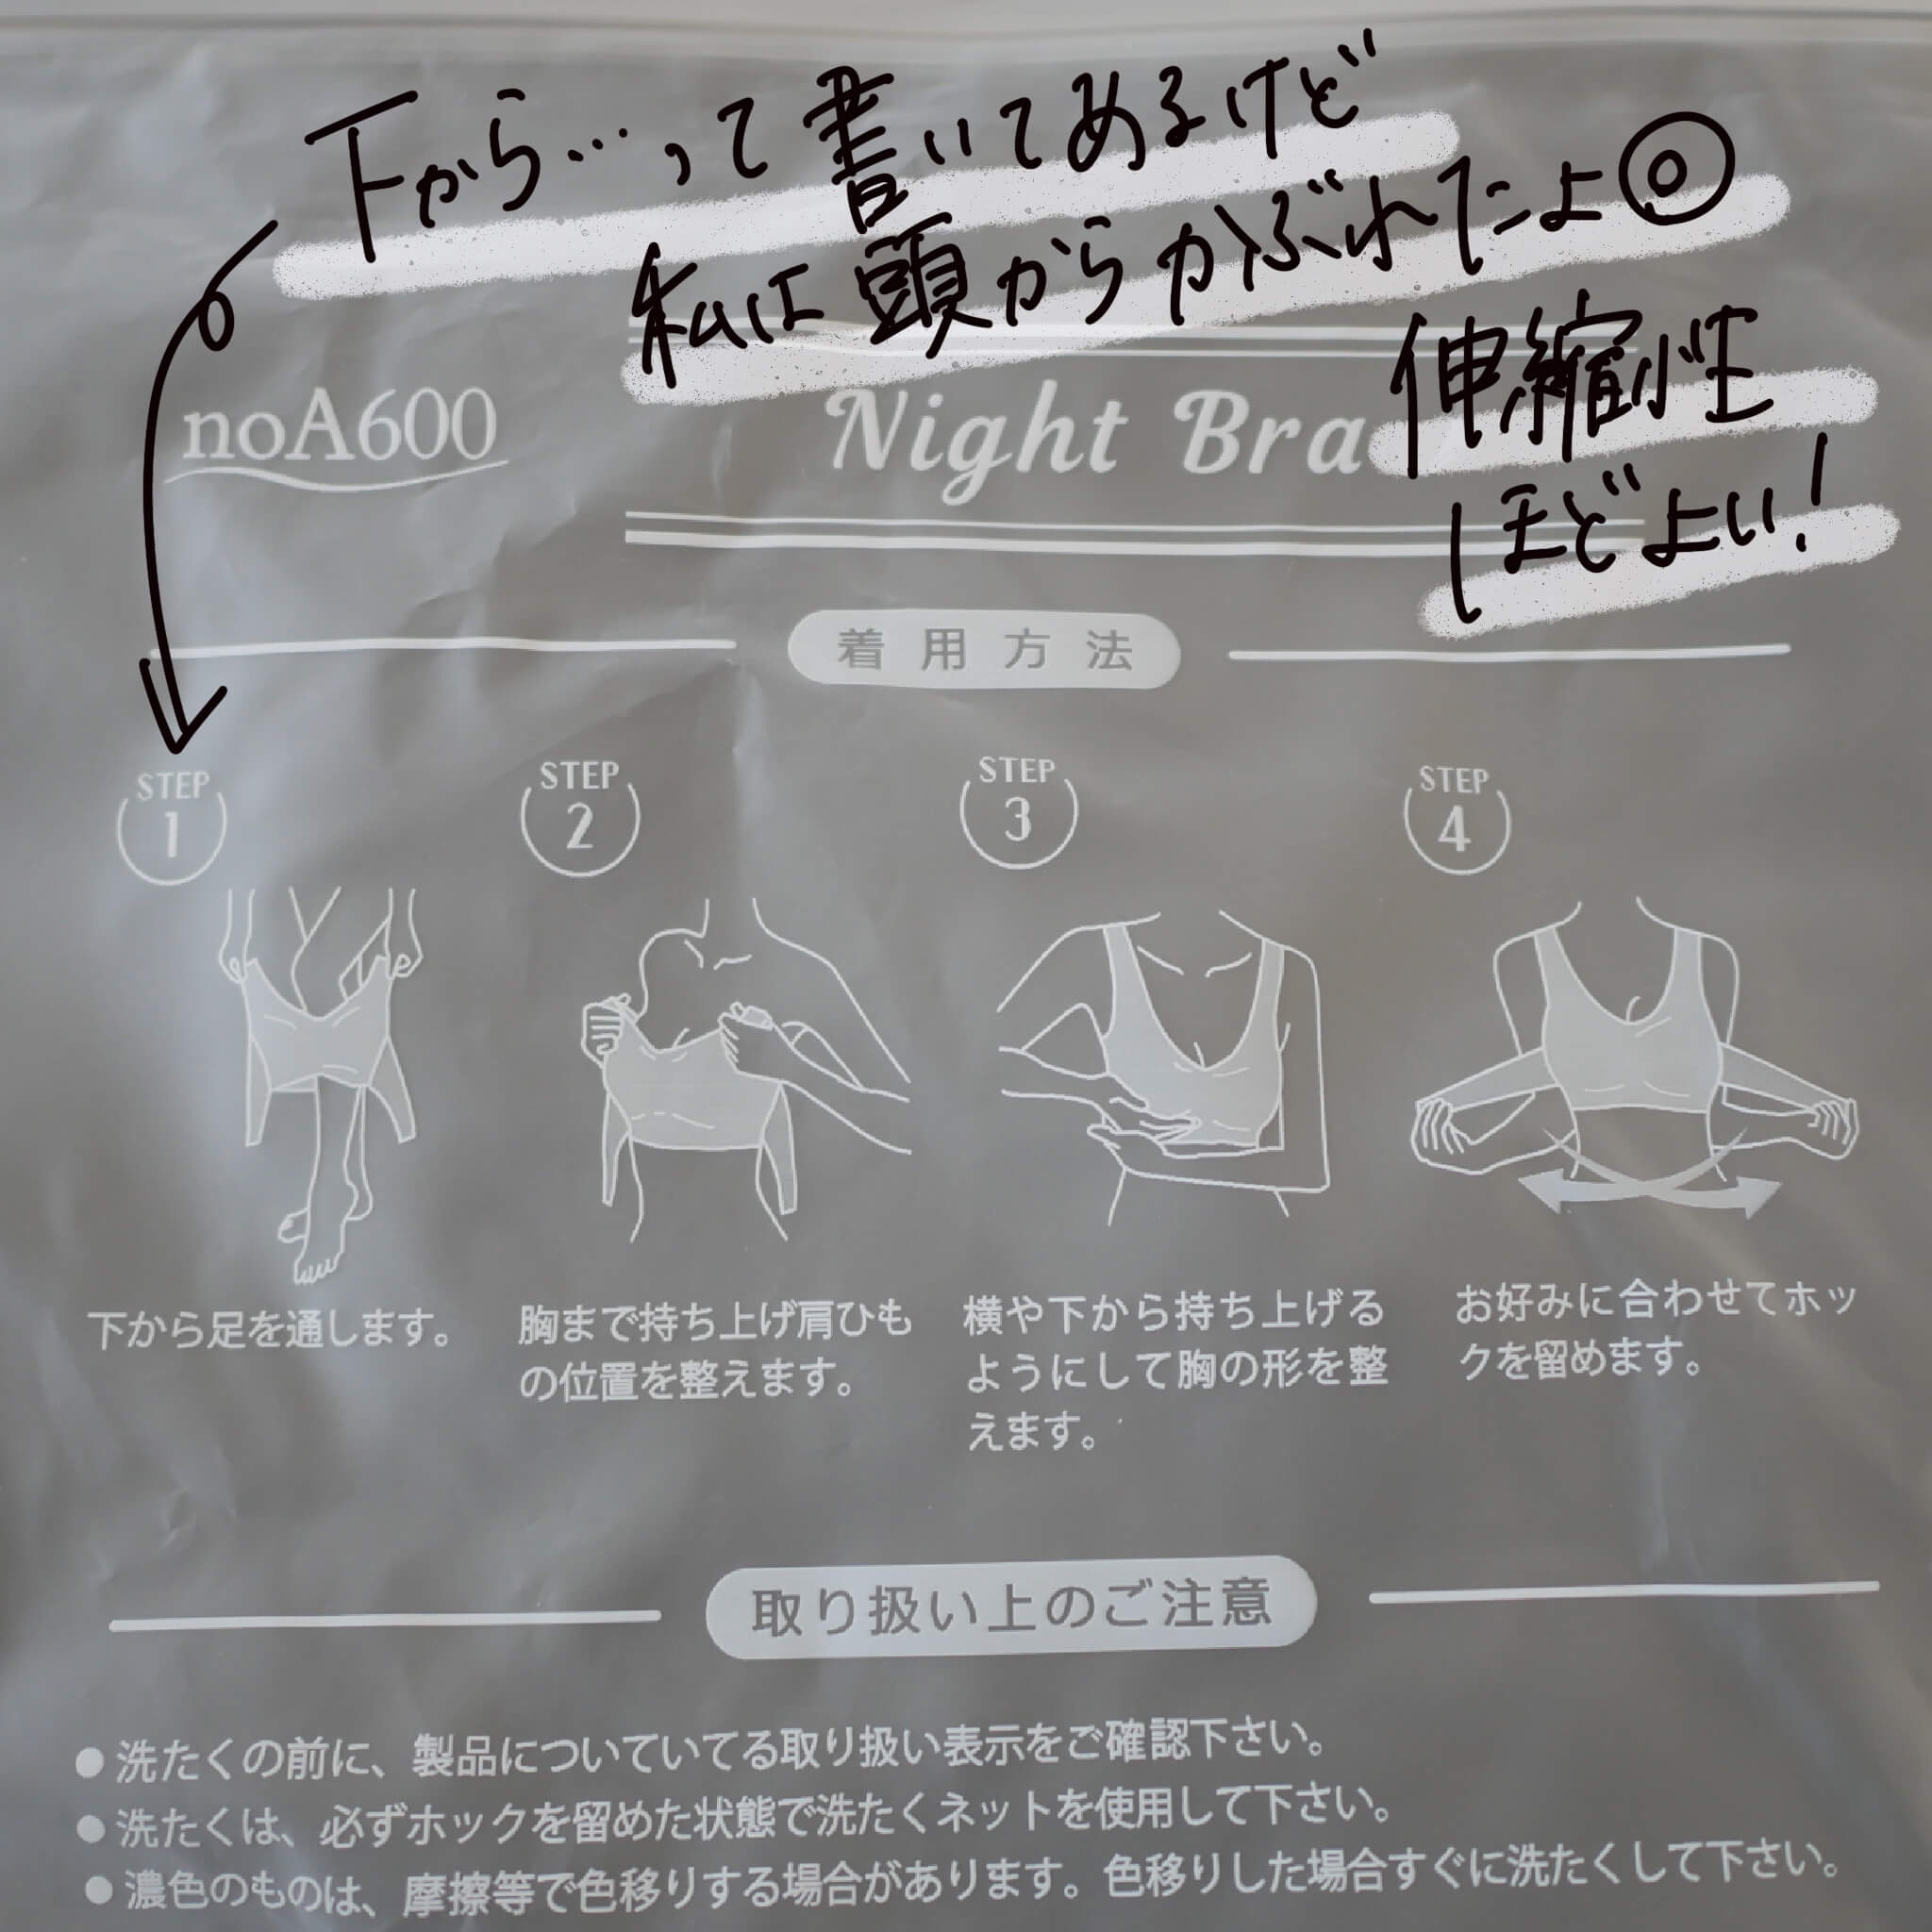 下から…って書いてあるけど
私は頭からかぶれてたよ◎
伸縮性
ほどよい!
noA600
Night Bra
着用方法
STEP
1
STEP
2
STEP
3
STEP
4
下から足を通します。
胸まで持ち上げ肩ひも
の位置を整えます。
横や下から持ち上げる
ようにして胸の形を整
えます。
お好みに合わせてホッ
クを留めます。
取り扱い上のご注意
●洗たくの前に、製品についていてる取り扱い表示をご確認下さい。
●洗たくは、必ずホックを留めた状態で洗たくネットを使用して下さい。
●濃色のものは、摩擦等で色移りする場合があります。色移りした場合すぐに洗たくして下さい。